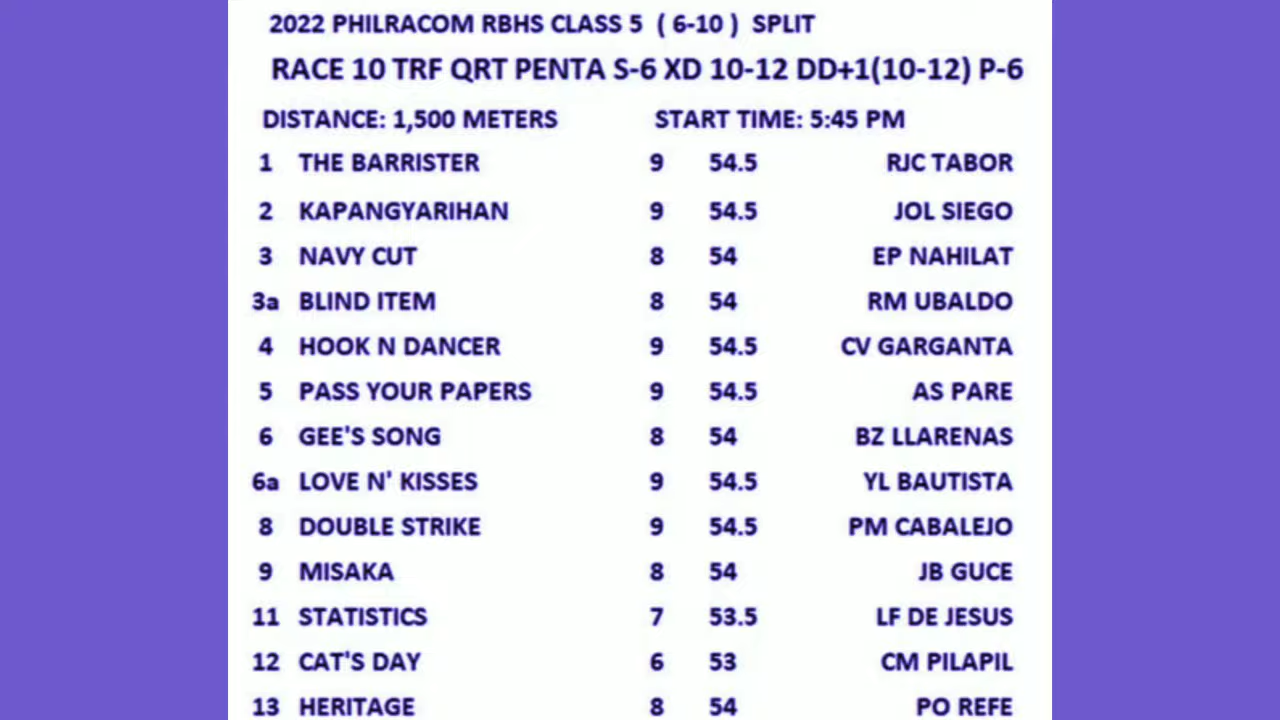 2022 PHILRACOM RBHS CLASS 5 ( 6-10 ) SPLIT
RACE 10 TRF QRT PENTA S-6 XD 10-12 DD+1(10-12) P-6
DISTANCE: 1,500 METERS START TIME: 5:45 PM
1 THE BARRISTER 9 54.5 RJC TABOR
2 KAPANGYARIHAN 9 54.5 JOL SIEGO
3 NAVY CUT 8 54 EP NAHILAT
3a BLIND ITEM 8 54 RM UBALDO
4 HOOK N DANCER 9 54.5 CV GARGANTA
5 PASS YOUR PAPERS 9 54.5 AS PARE
6 GEE'S SONG 8 54 BZ LLARENAS
6a LOVE N' KISSES 9 54.5 YL BAUTISTA
8 DOUBLE STRIKE 9 54.5 PM CABALEJO
9 MISAKA 8 54 JB GUCE
11 STATISTICS 7 53.5 LF DE JESUS
12 CAT'S DAY 6 53 CM PILAPIL
13 HERITAGE 8 54 PO REFE